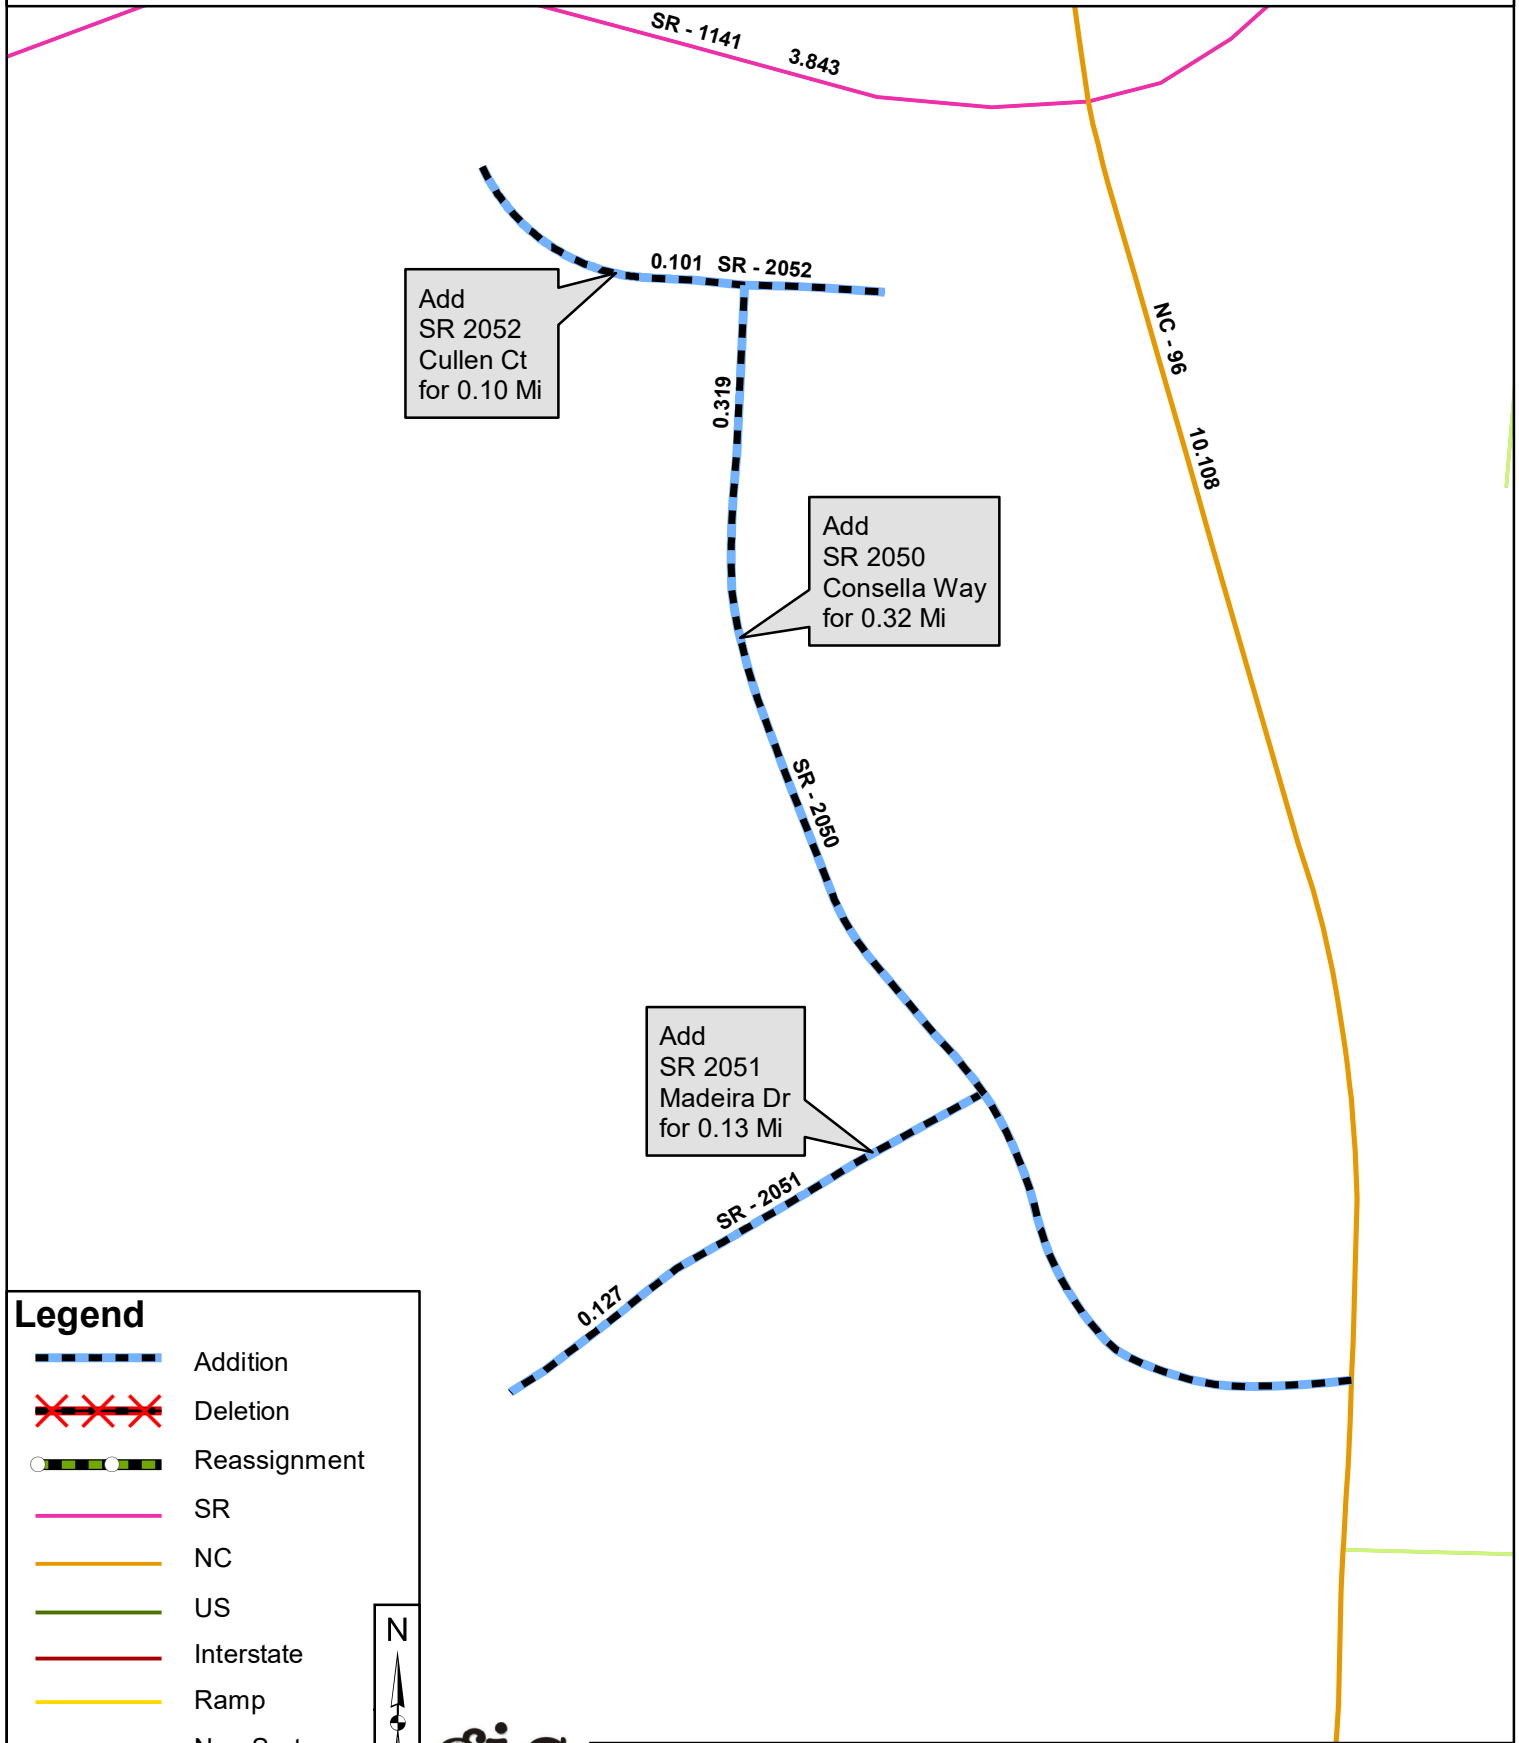 SR - 1141
3.843
0.101 SR - 2052
Add
SR 2052
Cullen Ct
for 0.10 Mi
NC - 96
0.319
10.108
Add
SR 2050
Consella Way
for 0.32 Mi
SR - 2050
Add
SR 2051
Madeira Dr
for 0.13 Mi
SR - 2051
0.127
Legend
Addition
Deletion
Reassignment
SR
NC
US
Interstate
Ramp
N